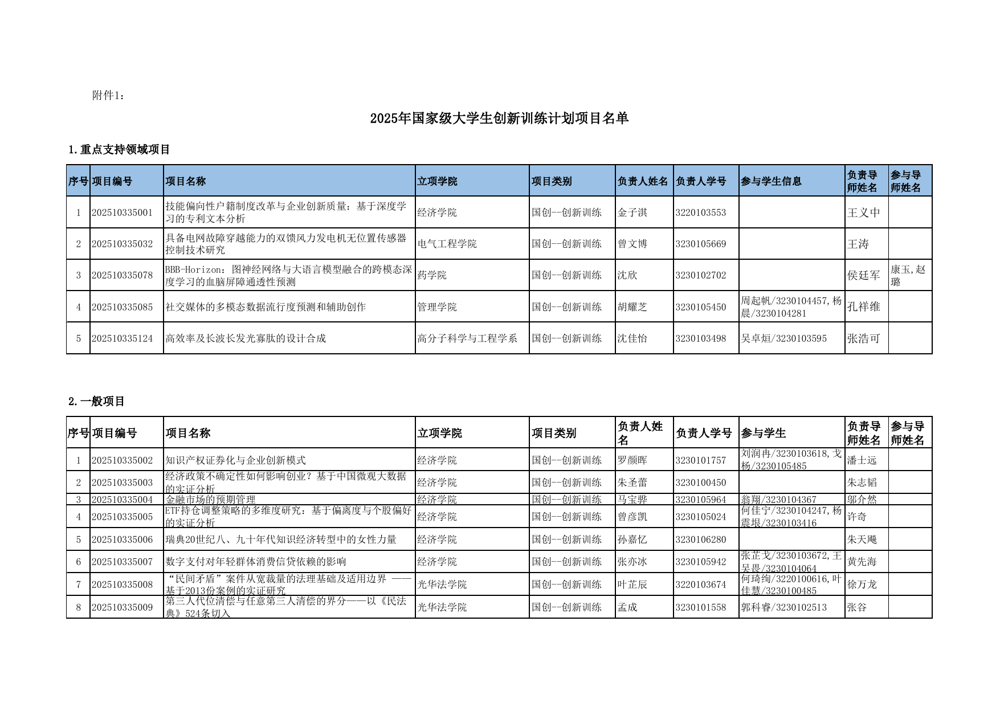 附件1：
2025年国家级大学生创新训练计划项目名单
1.重点支持领域项目
序号 项目编号 项目名称 立项学院 项目类别 负责人姓名 负责人学号 参与学生信息 负责导师姓名 参与导师姓名
1 202510335001 技能偏向性户籍制度改革与企业创新质量：基于深度学习的专利文本分析 经济学院 国创--创新训练 金子淇 3220103553 王义中
2 202510335032 具备电网故障穿越能力的双馈风力发电机无位置传感器控制技术研究 电气工程学院 国创--创新训练 曾文博 3230105669 王涛
3 202510335078 BBB-Horizon：图神经网络与大语言模型融合的跨模态深度学习的血脑屏障通透性预测 药学院 国创--创新训练 沈欣 3230102702 侯廷军 康玉,赵璐
4 202510335085 社交媒体的多模态数据流行度预测和辅助创作 管理学院 国创--创新训练 胡耀芝 3230105450 周起帆/3230104457,杨晨/3230104281 孔祥维
5 202510335124 高效率及长波长发光寡肽的设计合成 高分子科学与工程学系 国创--创新训练 沈佳怡 3230103498 吴卓烜/3230103595 张浩可
2.一般项目
序号 项目编号 项目名称 立项学院 项目类别 负责人姓名 负责人学号 参与学生 负责导师姓名 参与导师姓名
1 202510335002 知识产权证券化与企业创新模式 经济学院 国创--创新训练 罗颜晖 3230101757 刘润冉/3230103618,戈杨/3230105485 潘士远
2 202510335003 经济政策不确定性如何影响创业？基于中国微观大数据的实证分析 经济学院 国创--创新训练 朱圣蕾 3230100450 朱志韬
3 202510335004 金融市场的预期管理 经济学院 国创--创新训练 马宝骅 3230105964 翁翔/3230104367 邬介然
4 202510335005 ETF持仓调整策略的多维度研究：基于偏离度与个股偏好的实证分析 经济学院 国创--创新训练 曾彦凯 3230105024 何佳宁/3230104247,杨震垠/3230103416 许奇
5 202510335006 瑞典20世纪八、九十年代知识经济转型中的女性力量 经济学院 国创--创新训练 孙嘉忆 3230106280 朱天飚
6 202510335007 数字支付对年轻群体消费信贷依赖的影响 经济学院 国创--创新训练 张亦冰 3230105942 张芷戈/3230103672,王吴畏/3230104064 黄先海
7 202510335008 “民间矛盾”案件从宽裁量的法理基础及适用边界 ——基于2013份案例的实证研究 光华法学院 国创--创新训练 叶芷辰 3220103674 何琦绚/3220100616,叶佳慧/3230100485 徐万龙
8 202510335009 第三人代位清偿与任意第三人清偿的界分——以《民法典》524条切入 光华法学院 国创--创新训练 孟成 3230101558 郭科睿/3230102513 张谷